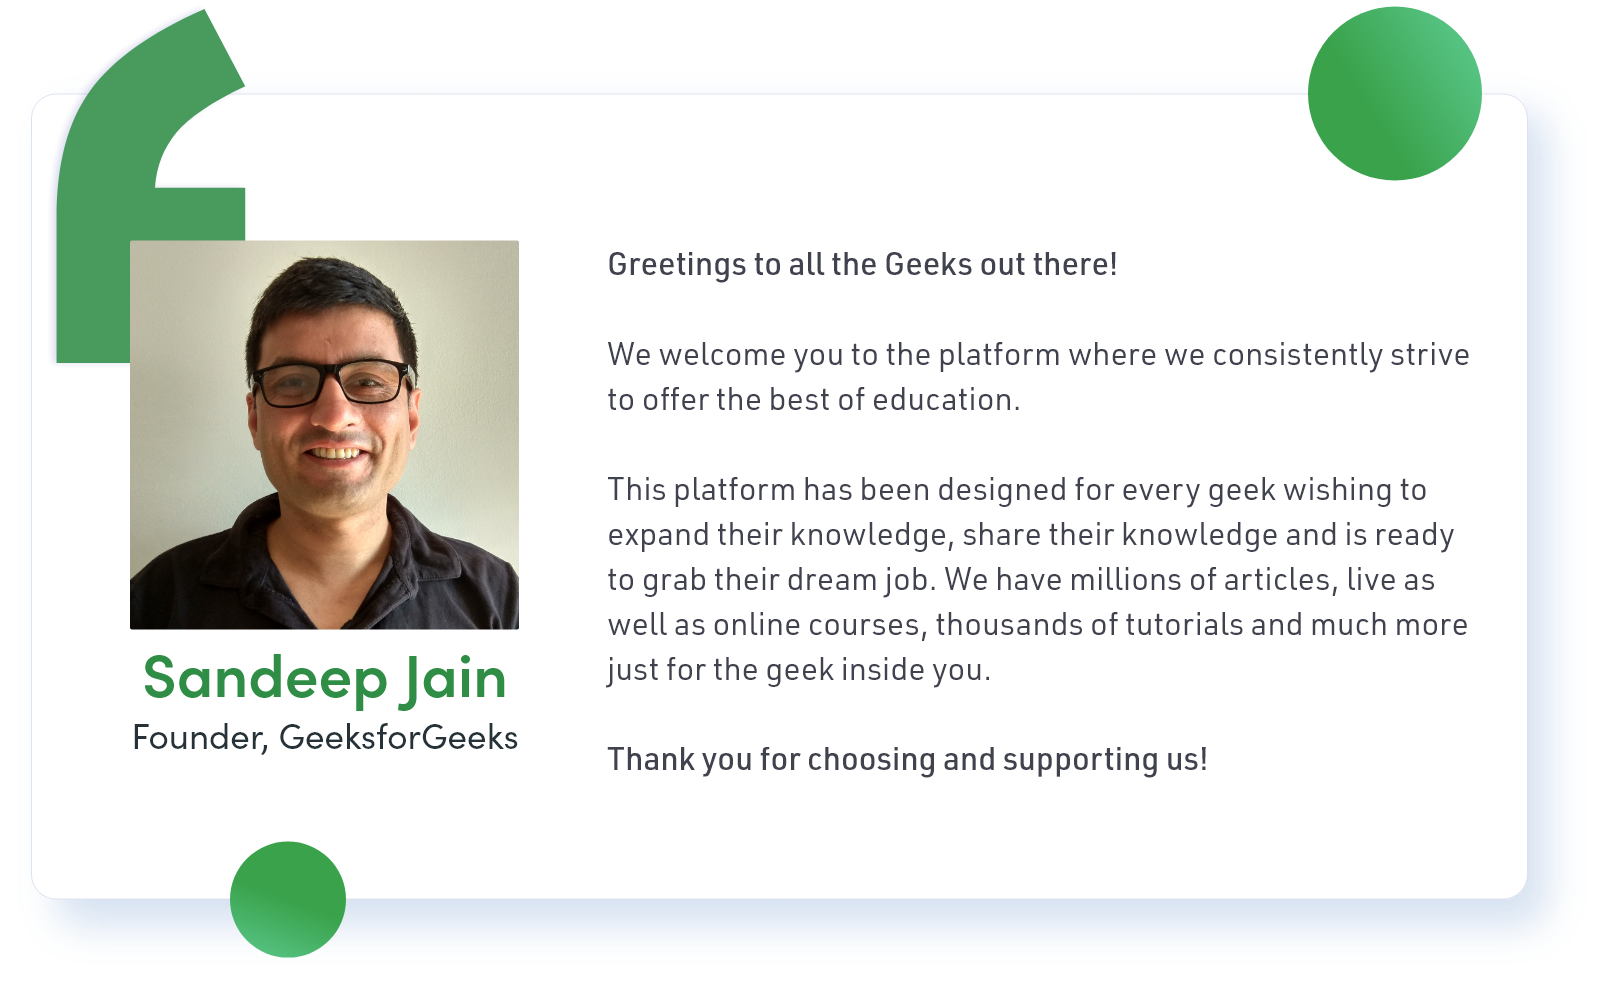 Sandeep Jain
Founder, GeeksforGeeks
Greetings to all the Geeks out there!
We welcome you to the platform where we consistently strive
to offer the best of education.
This platform has been designed for every geek wishing to
expand their knowledge, share their knowledge and is ready
to grab their dream job. We have millions of articles, live as
well as online courses, thousands of tutorials and much more
just for the geek inside you.
Thank you for choosing and supporting us!